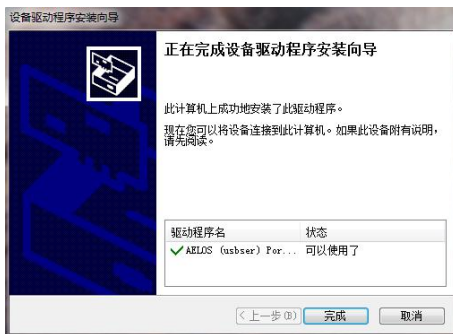 设备驱动程序安装向导
正在完成设备驱动程序安装向导
此计算机上成功地安装了此驱动程序。
现在您可以将设备连接到此计算机。如果此设备附有说明，
请先阅读。
驱动程序名 状态
AELOS (usbser) Por... 可以使用了
<上一步(B) 完成 取消